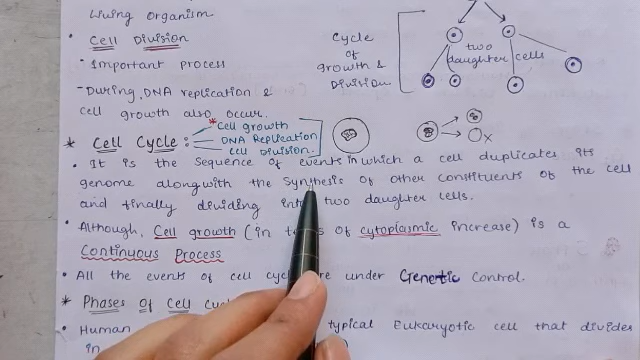 Living Organism
• Cell Division
- Important process
- During, DNA replication &
cell growth also occur.
Cycle
of
growth &
Division
two
daughter cells
* Cell Cycle :
* Cell growth
DNA Replication
Cell Division.
x
• It is the sequence of events in which a cell duplicates its
genome alongwith the synthesis of other constituents of the cell
and finally dividing into two daughter cells.
• Although, Cell growth (in of cytoplasmic increase) is a
Continuous Process
• All the events of cell cycle are under Genetic control.
* Phases of Cell
• Human typical Eukaryotic cell that divides
in